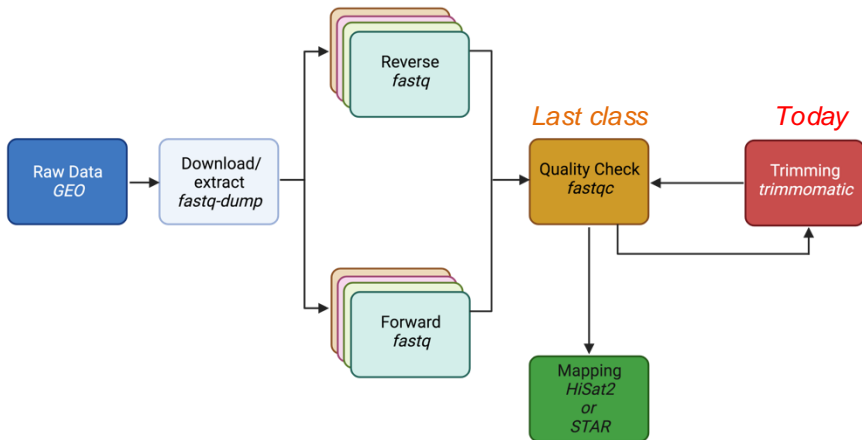 Reverse
fastq
Last class
Today
Raw Data
GEO
Download/
extract
fastq-dump
Quality Check
fastqc
Trimming
trimmomatic
Forward
fastq
Mapping
HiSat2
or
STAR